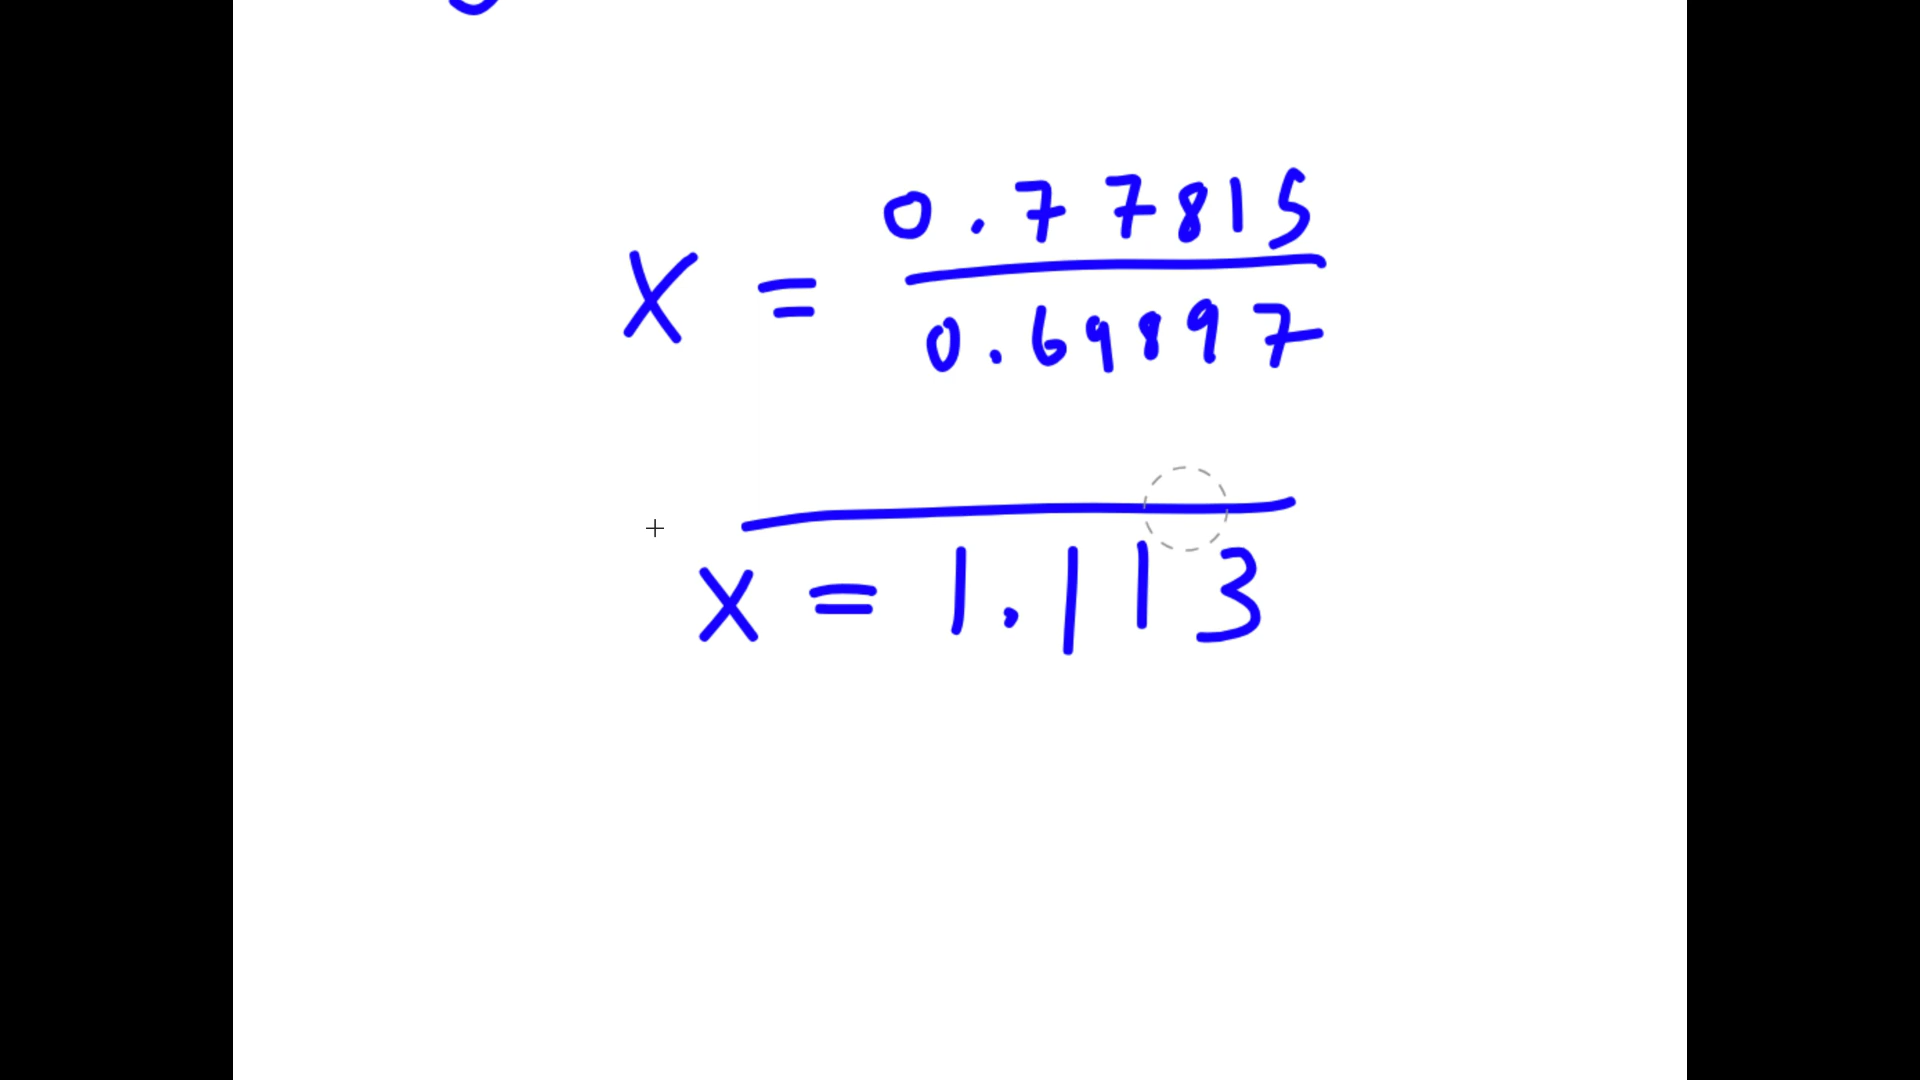 x = 0.77815 / 0.69897
x = 1.113